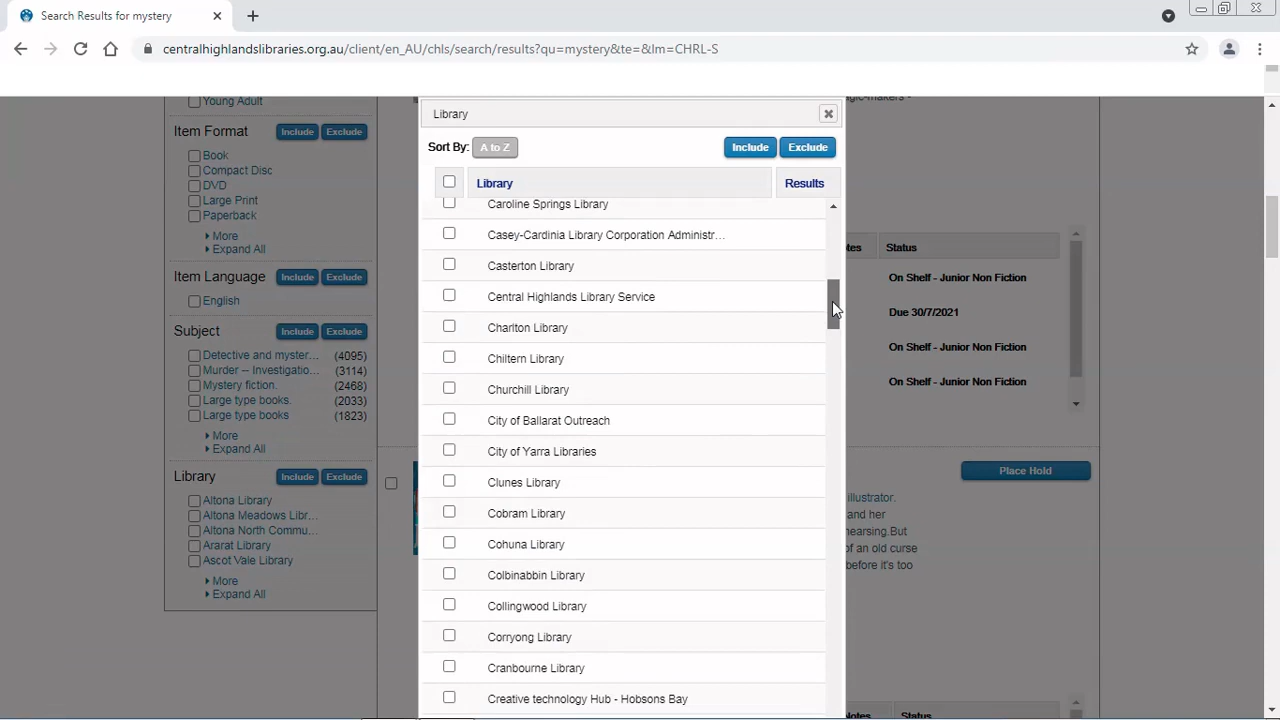 Search Results for mystery
centralhighlandslibraries.org.au/client/en_AU/chls/search/results?qu=mystery&te=&lm=CHRL-S
Young Adult
Item Format Include Exclude
Book
Compact Disc
DVD
Large Print
Paperback
More
Expand All
Item Language Include Exclude
English
Subject Include Exclude
Detective and myster... (4095)
Murder -- Investigatio... (3114)
Mystery fiction. (2468)
Large type books. (2033)
Large type books (1823)
More
Expand All
Library Include Exclude
Altona Library
Altona Meadows Libr...
Altona North Commu...
Ararat Library
Ascot Vale Library
More
Expand All
Library
Sort By: A to Z Include Exclude
Library Results
Caroline Springs Library
Casey-Cardinia Library Corporation Administr...
Casterton Library
Central Highlands Library Service
Charlton Library
Chiltern Library
Churchill Library
City of Ballarat Outreach
City of Yarra Libraries
Clunes Library
Cobram Library
Cohuna Library
Colbinabbin Library
Collingwood Library
Corryong Library
Cranbourne Library
Creative technology Hub - Hobsons Bay
Status
On Shelf - Junior Non Fiction
Due 30/7/2021
On Shelf - Junior Non Fiction
On Shelf - Junior Non Fiction
Place Hold
illustrator.
and her
hearsing.But
of an old curse
before it's too
Notes Status